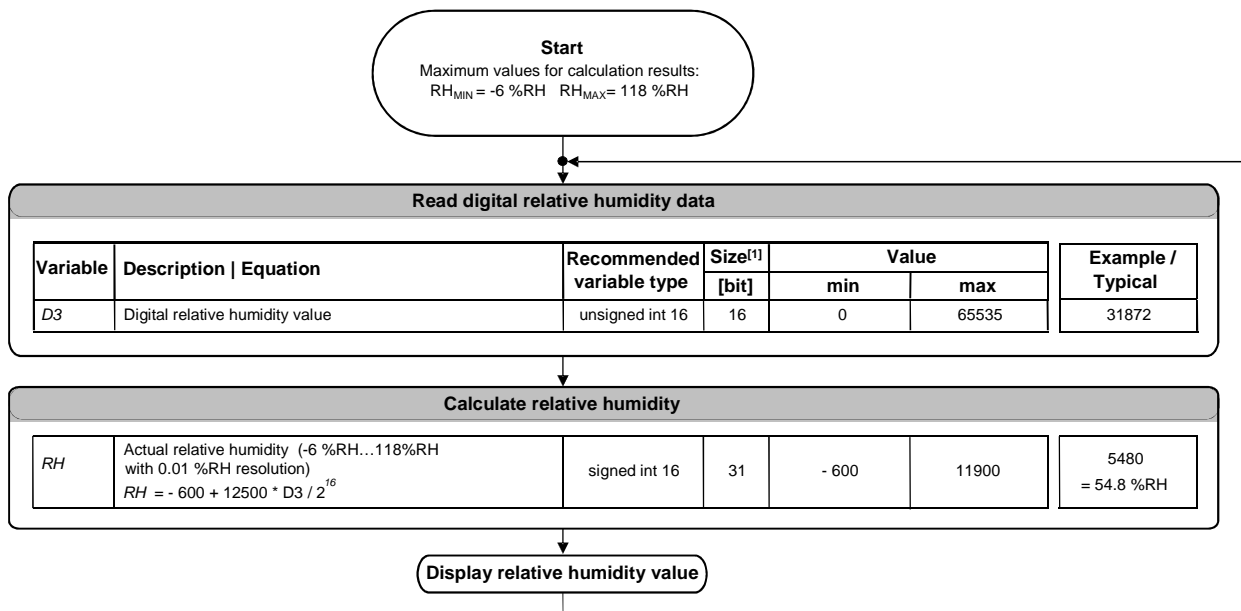 Start
Maximum values for calculation results:
RH_MIN = -6 %RH RH_MAX= 118 %RH
Read digital relative humidity data
Variable Description | Equation Recommended variable type Size[1] [bit] Value min max Example / Typical
D3 Digital relative humidity value unsigned int 16 16 0 65535 31872
Calculate relative humidity
RH Actual relative humidity (-6 %RH…118%RH
with 0.01 %RH resolution)
RH = - 600 + 12500 * D3 / 2^16
signed int 16 31 - 600 11900 5480
= 54.8 %RH
Display relative humidity value